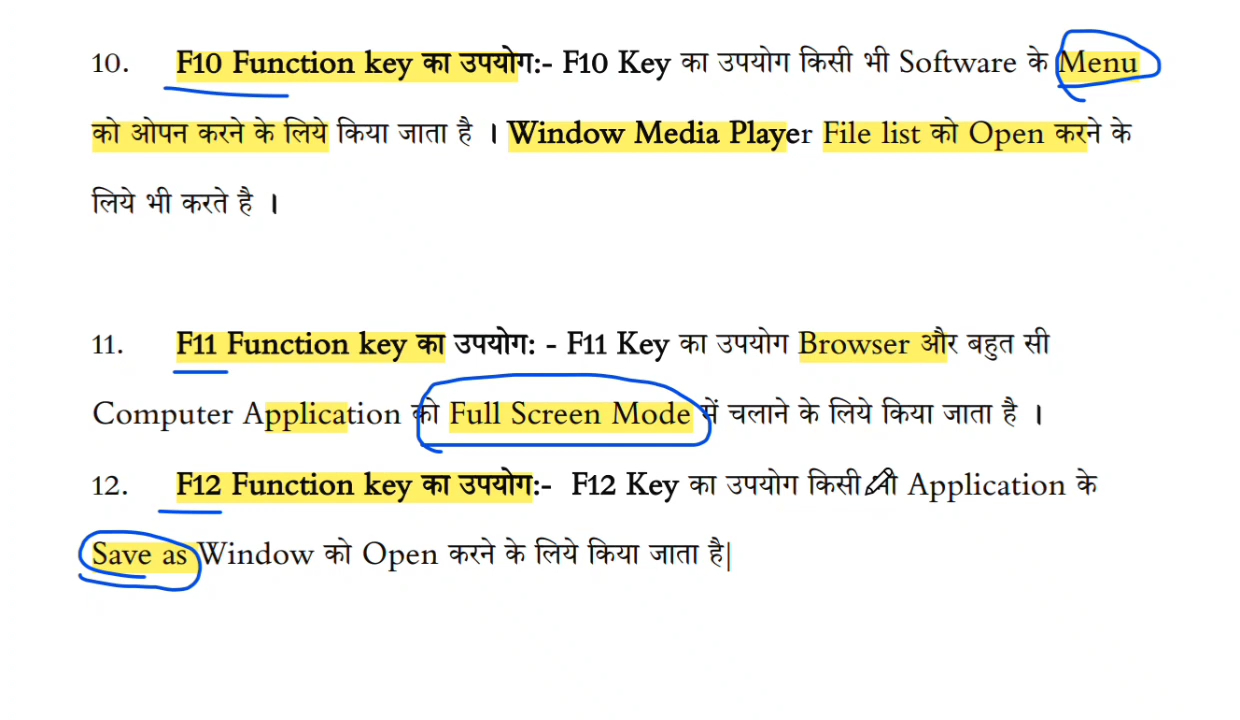 10. F10 Function key का उपयोग:- F10 Key का उपयोग किसी भी Software के Menu
को ओपन करने के लिये किया जाता है । Window Media Player File list को Open करने के
लिये भी करते है ।
11. F11 Function key का उपयोग: - F11 Key का उपयोग Browser और बहुत सी
Computer Application को Full Screen Mode में चलाने के लिये किया जाता है ।
12. F12 Function key का उपयोग:- F12 Key का उपयोग किसी भी Application के
Save as Window को Open करने के लिये किया जाता है|